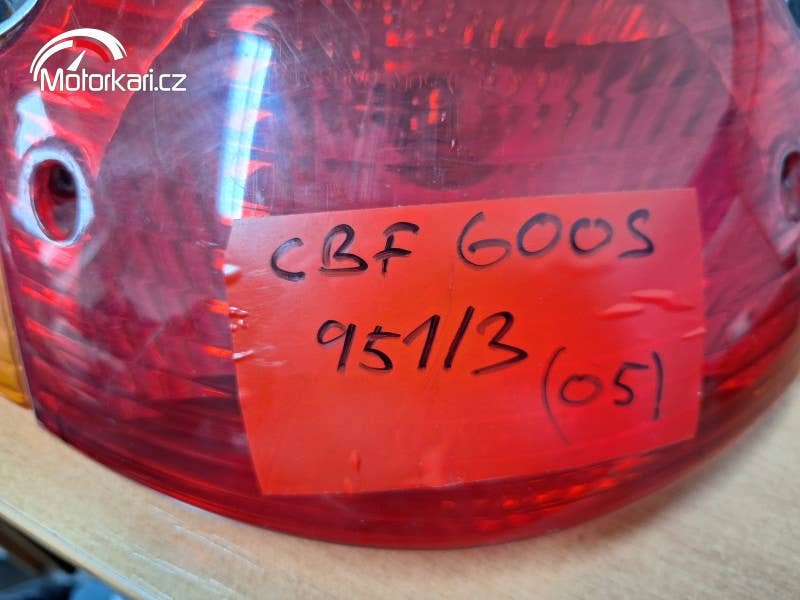 Motorkari.cz
CBF 600S
951/3
(05)